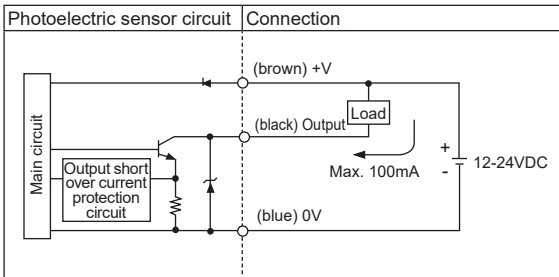 Photoelectric sensor circuit
Connection
(brown) +V
Load
(black) Output
Main circuit
Max. 100mA
+
-
12-24VDC
Output short
over current
protection
circuit
(blue) 0V